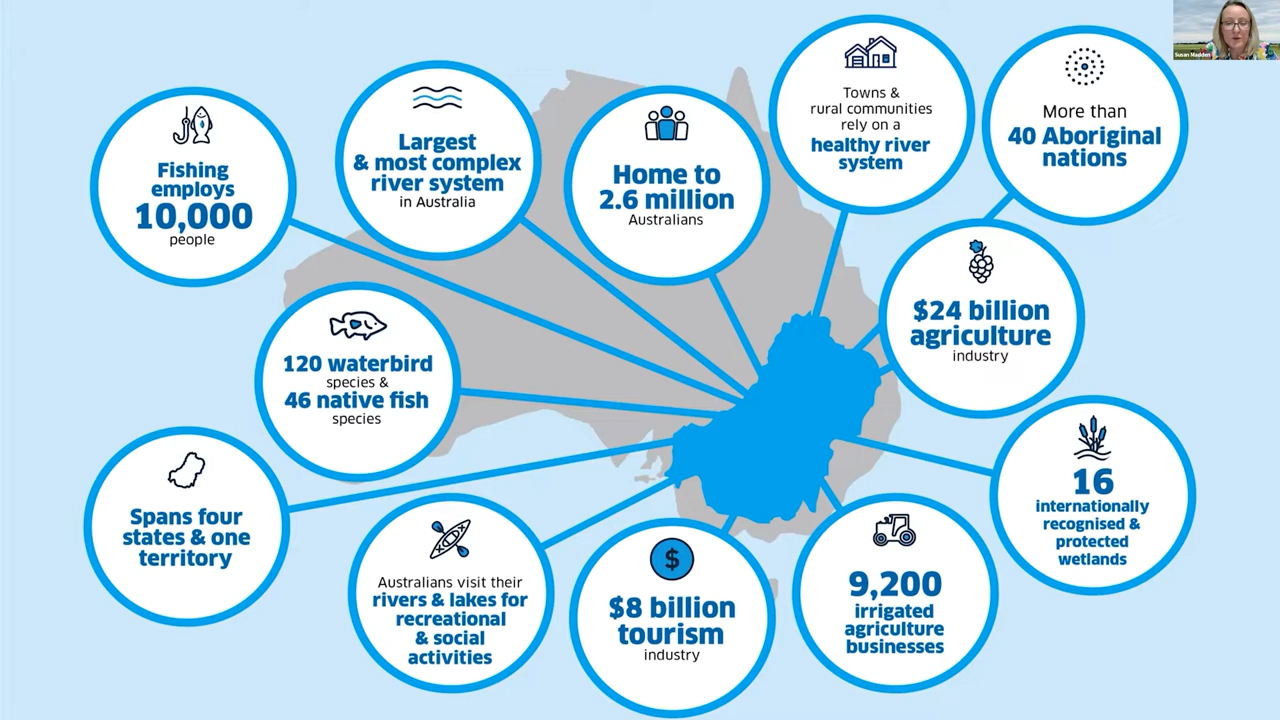 Susan Madden
Fishing
employs
10,000
people
Largest
& most complex
river system
in Australia
Home to
2.6 million
Australians
Towns &
rural communities
rely on a
healthy river
system
More than
40 Aboriginal
nations
$24 billion
agriculture
industry
120 waterbird
species &
46 native fish
species
Spans four
states & one
territory
Australians visit their
rivers & lakes for
recreational
& social
activities
$
$8 billion
tourism
industry
9,200
irrigated
agriculture
businesses
16
internationally
recognised &
protected
wetlands